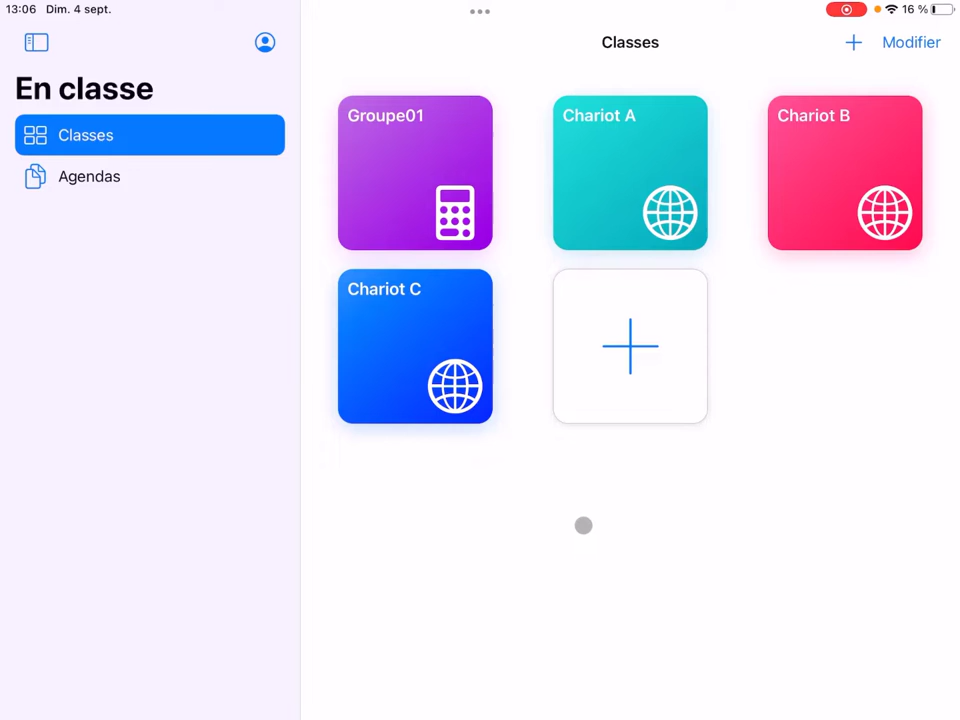 13:06 Dim. 4 sept.
16 %
En classe
Classes
Agendas
Classes
Modifier
Groupe01
Chariot A
Chariot B
Chariot C